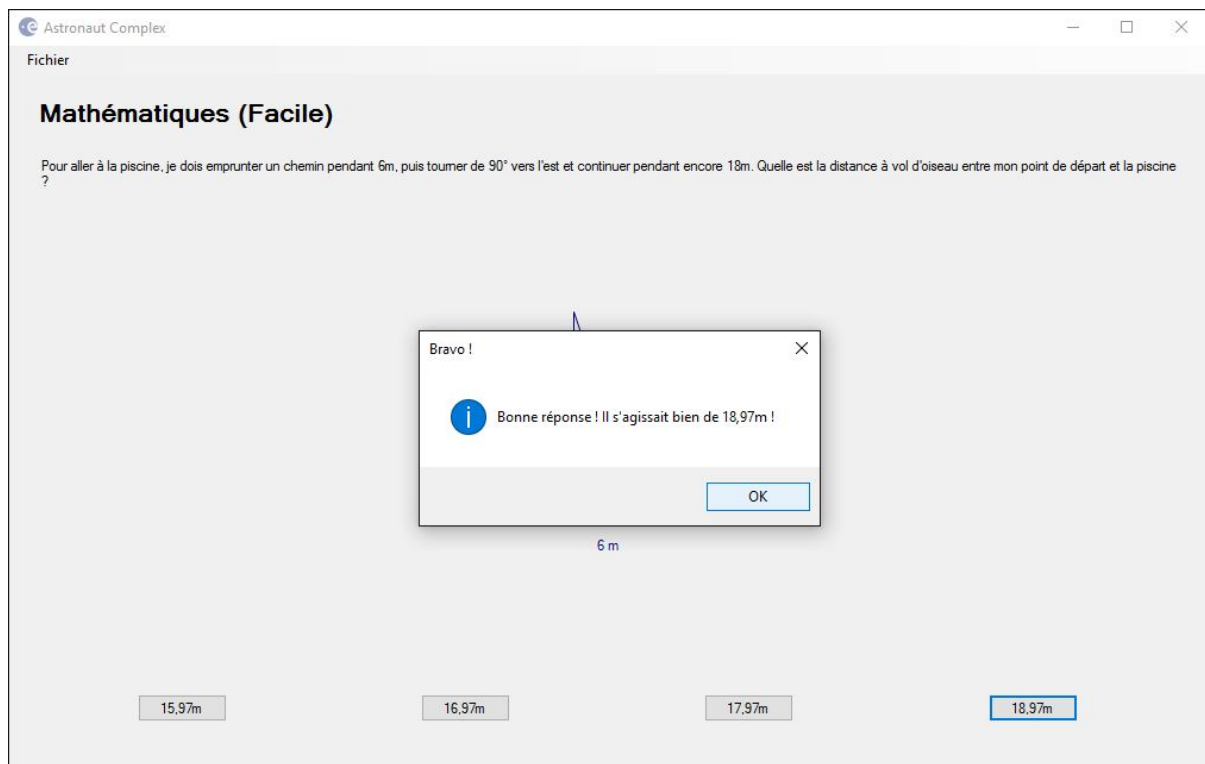 Astronaut Complex
Fichier
Mathématiques (Facile)
Pour aller à la piscine, je dois emprunter un chemin pendant 6m, puis tourner de 90° vers l'est et continuer pendant encore 18m. Quelle est la distance à vol d'oiseau entre mon point de départ et la piscine
?
Bravo !
Bonne réponse ! Il s'agissait bien de 18,97m !
OK
6 m
15,97m
16,97m
17,97m
18,97m